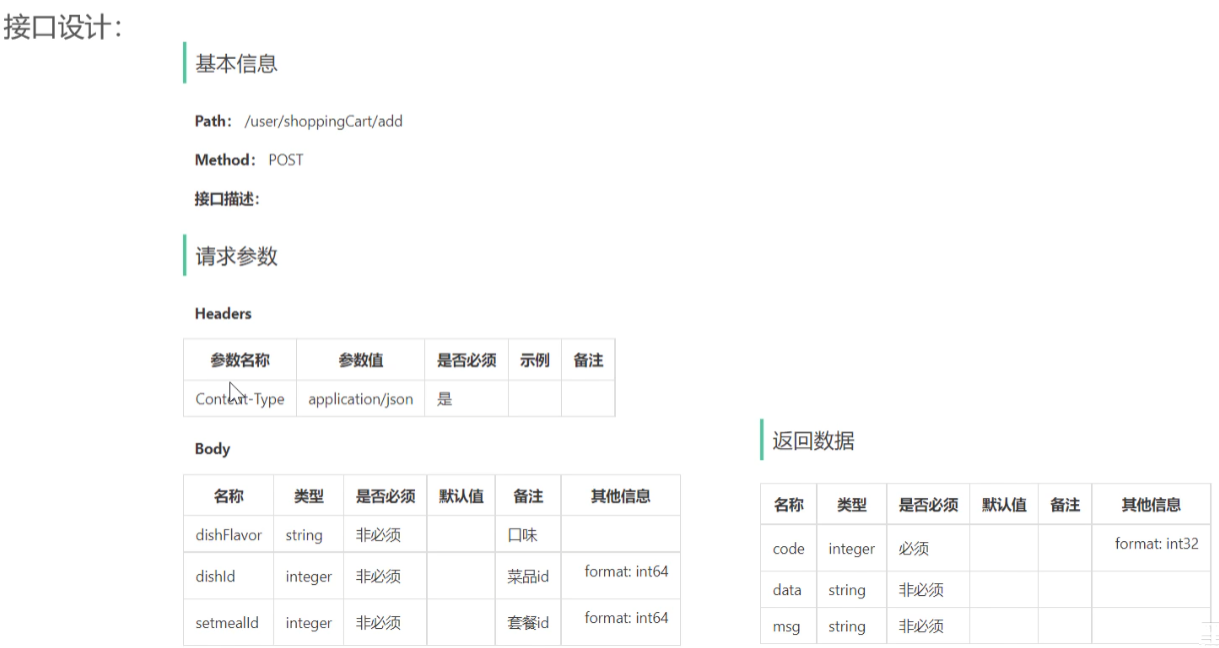 接口设计：
基本信息
Path： /user/shoppingCart/add
Method： POST
接口描述：
请求参数
Headers
参数名称 参数值 是否必须 示例 备注
Content-Type application/json 是
Body
名称 类型 是否必须 默认值 备注 其他信息
dishFlavor string 非必须 口味
dishId integer 非必须 菜品id format: int64
setmealId integer 非必须 套餐id format: int64
返回数据
名称 类型 是否必须 默认值 备注 其他信息
code integer 必须 format: int32
data string 非必须
msg string 非必须